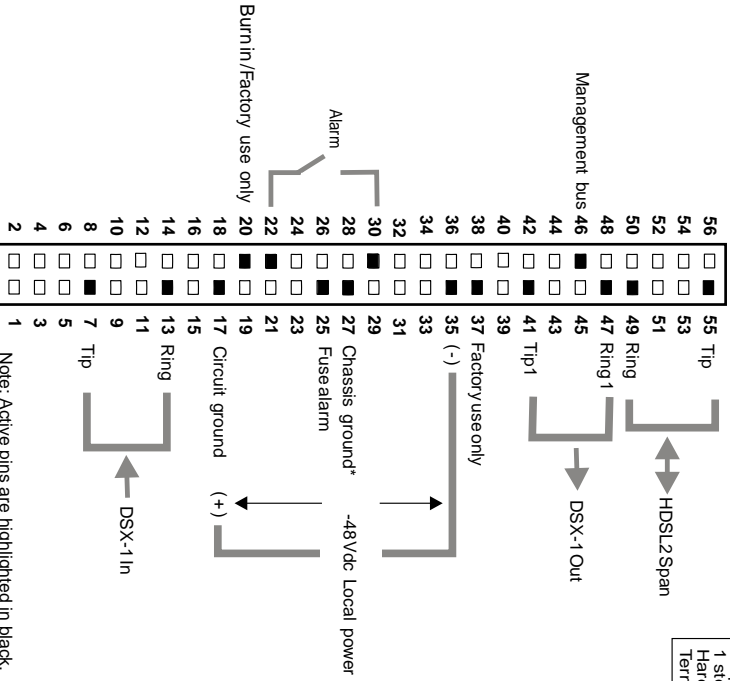 HDSL2 Span
DSX-1 Out
-48Vdc Local power
DSX-1 In
Tip
Ring
Ring 1
Tip1
Factory use only
(-)
Chassis ground*
Fuse alarm
Circuit ground (+)
Ring
Tip
55 53 51 49 47 45 43 41 39 37 35 33 31 29 27 25 23 21 19 17 15 13 11 9 7 5 3 1
56 54 52 50 48 46 44 42 40 38 36 34 32 30 28 26 24 22 20 18 16 14 12 10 8 6 4 2
Management bus
Alarm
Burn in/Factory use only
Note: Active pins are highlighted in black.